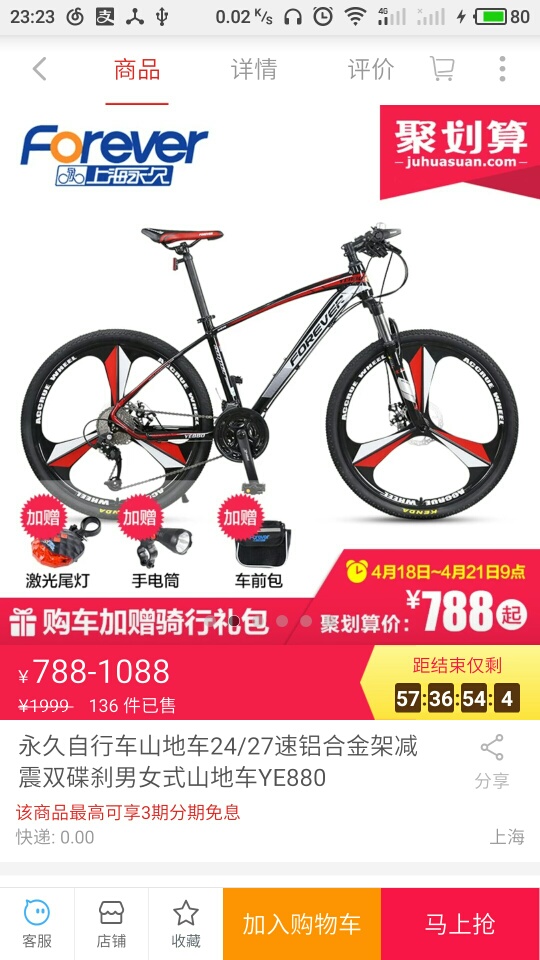 23:23
0.02 K/s
4G
80
商品
详情
评价
Forever
上海永久
聚划算
juhuasuan.com
FOREVER
YE880
ACCRUE WHEEL
KENDA
加赠
加赠
加赠
激光尾灯
手电筒
车前包
4月18日~4月21日9点
购车加赠骑行礼包
聚划算价:
¥788起
¥ 788-1088
¥1999
136 件已售
距结束仅剩
57:36:54:4
永久自行车山地车24/27速铝合金架减
震双碟刹男女式山地车YE880
分享
该商品最高可享3期分期免息
快递: 0.00
上海
客服
店铺
收藏
加入购物车
马上抢